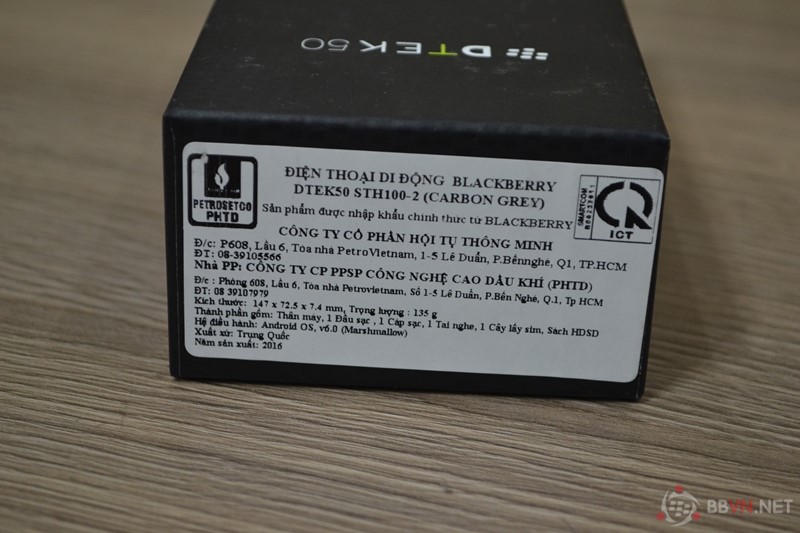 DTEK50
PETROSETCO
PHTD
ĐIỆN THOẠI DI ĐỘNG BLACKBERRY
DTEK50 STH100-2 (CARBON GREY)
Sản phẩm được nhập khẩu chính thức từ BLACKBERRY
SMARTCOM
ICT
CÔNG TY CỔ PHẦN HỘI TỤ THÔNG MINH
Đ/c: P608, Lầu 6, Tòa nhà PetroVietnam, 1-5 Lê Duẩn, P.Bếnnghé, Q1, TP.HCM
ĐT: 08-39105566
Nhà PP: CÔNG TY CP PPSP CÔNG NGHỆ CAO DẦU KHÍ (PHTD)
Đ/c : Phòng 608, Lầu 6, Tòa nhà Petrovietnam, Số 1-5 Lê Duẩn, P.Bến Nghé, Q.1, Tp HCM
ĐT: 08 39107979
Kích thước: 147 x 72.5 x 7.4 mm, Trọng lượng : 135 g
Thành phần gồm: Thân máy, 1 Đầu sạc , 1 Cáp sạc, 1 Tai nghe, 1 Cây lấy sim, Sách HDSD
Hệ điều hành: Android OS, v6.0 (Marshmallow)
Xuất xứ: Trung Quốc
Năm sản xuất: 2016
BBVN.NET